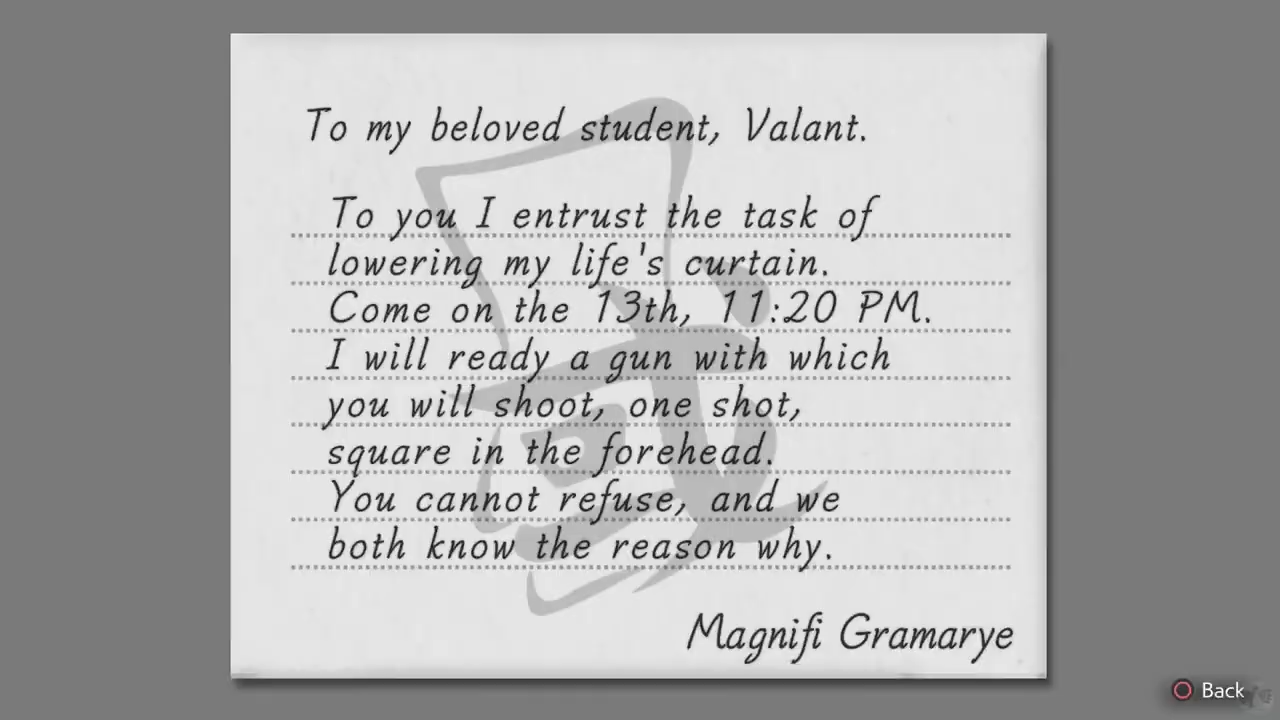 To my beloved student, Valant.
To you I entrust the task of
lowering my life's curtain.
Come on the 13th, 11:20 PM.
I will ready a gun with which
you will shoot, one shot,
square in the forehead.
You cannot refuse, and we
both know the reason why.
Magnifi Gramarye
Back